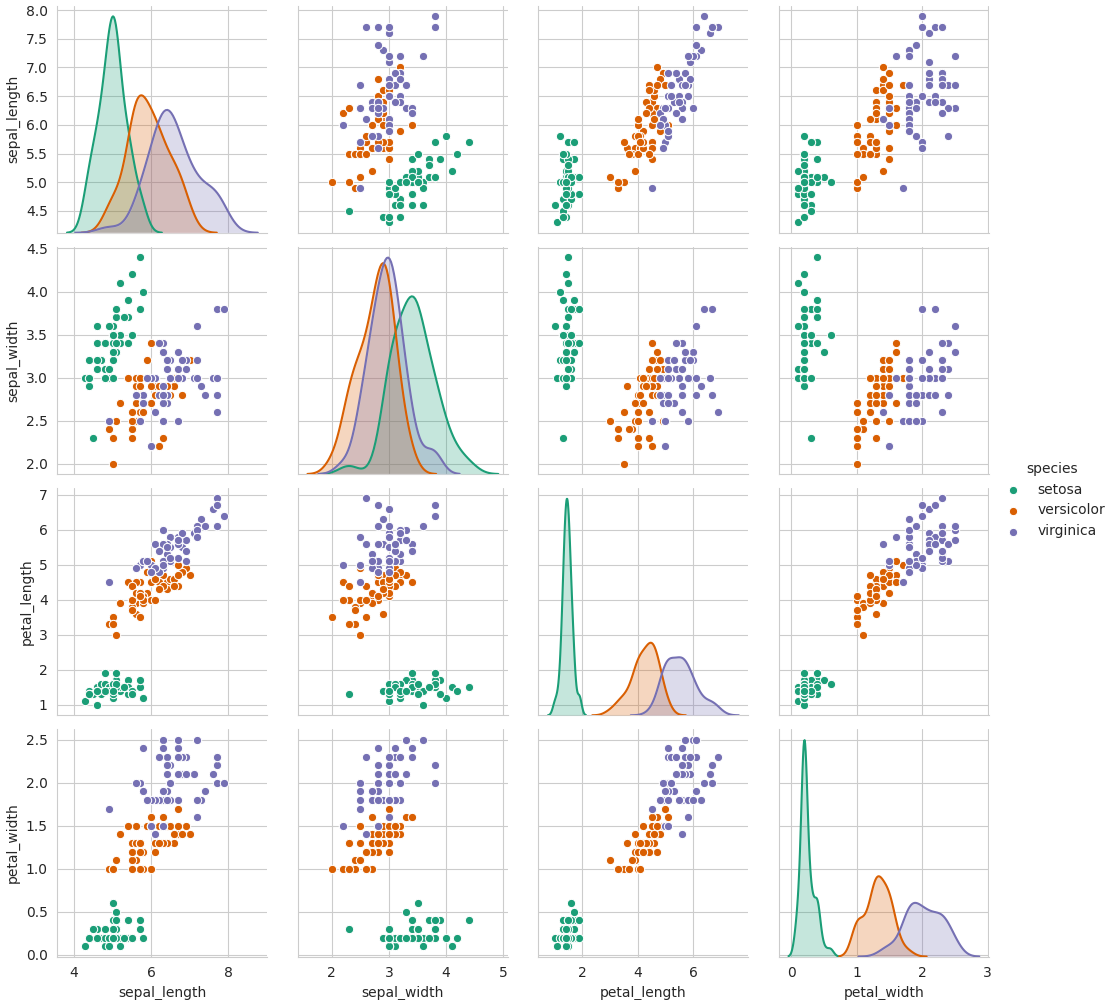 8.0
7.5
7.0
6.5
6.0
5.5
5.0
4.5
sepal_length
4.5
4.0
3.5
3.0
2.5
2.0
sepal_width
species
setosa
versicolor
virginica
7
6
5
4
3
2
1
petal_length
2.5
2.0
1.5
1.0
0.5
0.0
petal_width
4 6 8
2 3 4 5
2 4 6
0 1 2 3
sepal_length
sepal_width
petal_length
petal_width